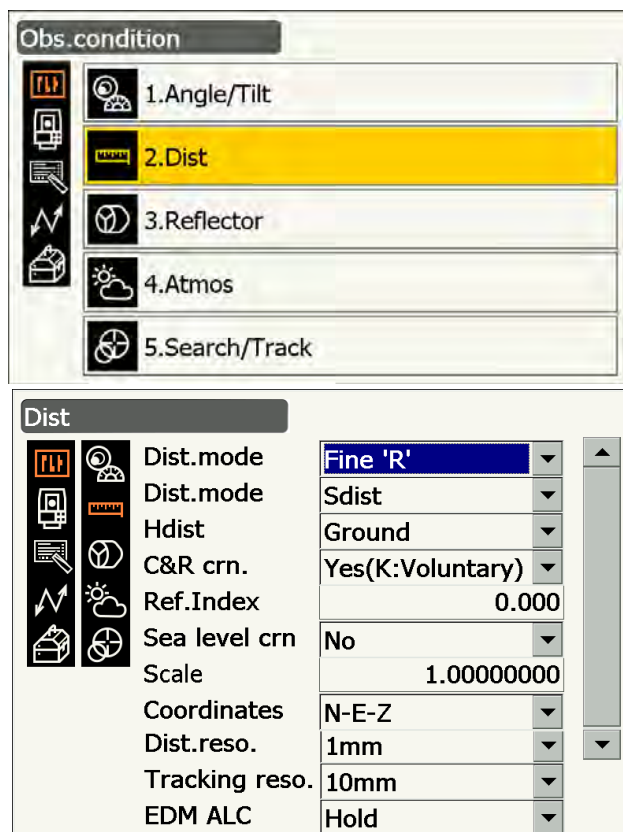 Obs.condition
1.Angle/Tilt
2.Dist
3.Reflector
4.Atmos
5.Search/Track
Dist
Dist.mode Fine 'R'
Dist.mode Sdist
Hdist Ground
C&R crn. Yes(K:Voluntary)
Ref.Index 0.000
Sea level crn No
Scale 1.00000000
Coordinates N-E-Z
Dist.reso. 1mm
Tracking reso. 10mm
EDM ALC Hold